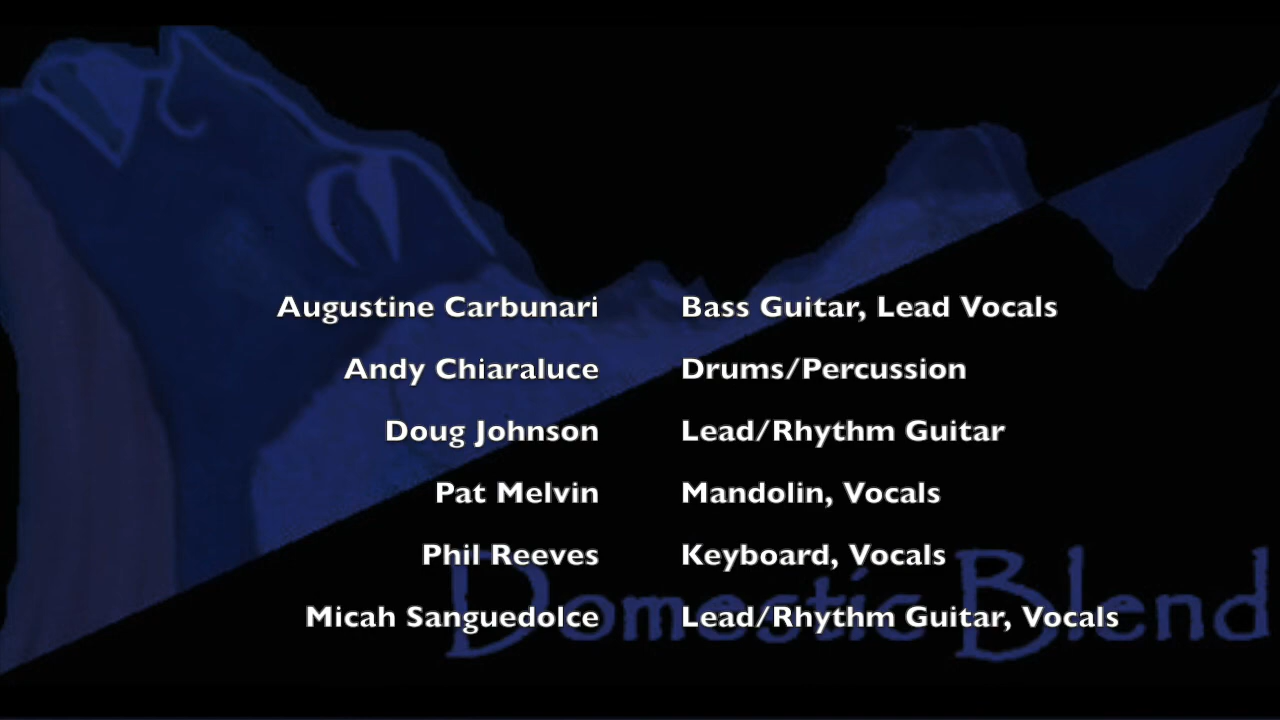 Augustine Carbunari Bass Guitar, Lead Vocals
Andy Chiaraluce Drums/Percussion
Doug Johnson Lead/Rhythm Guitar
Pat Melvin Mandolin, Vocals
Phil Reeves Keyboard, Vocals
Micah Sanguedolce Lead/Rhythm Guitar, Vocals
Domestic Blend